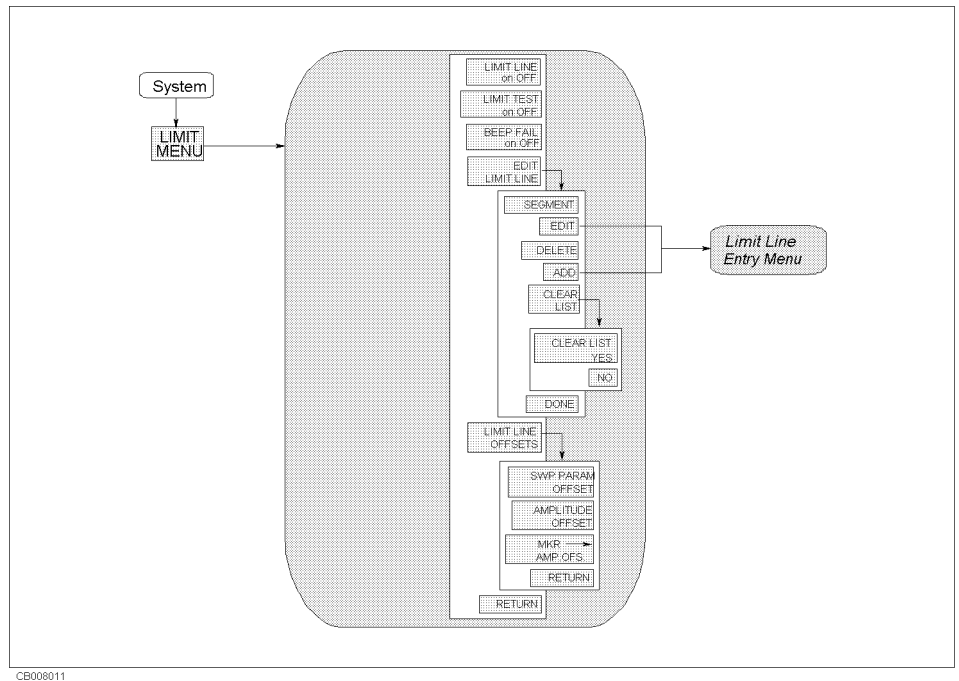 System
LIMIT
MENU
LIMIT LINE
on OFF
LIMIT TEST
on OFF
BEEP FAIL
on OFF
EDIT
LIMIT LINE
SEGMENT
EDIT
DELETE
ADD
CLEAR
LIST
CLEAR LIST
YES
NO
DONE
Limit Line
Entry Menu
LIMIT LINE
OFFSETS
SWP PARAM
OFFSET
AMPLITUDE
OFFSET
MKR
AMP.OFS
RETURN
RETURN
CB008011